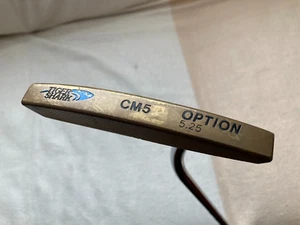 TIGER
SHARK
CM5
OPTION
5.25